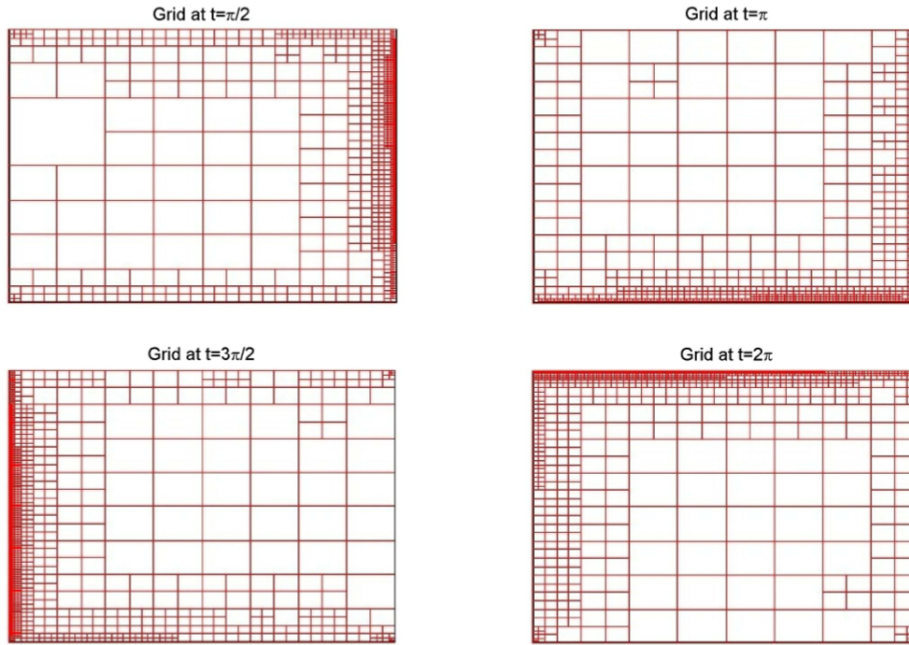 Grid at t=π/2
Grid at t=π
Grid at t=3π/2
Grid at t=2π